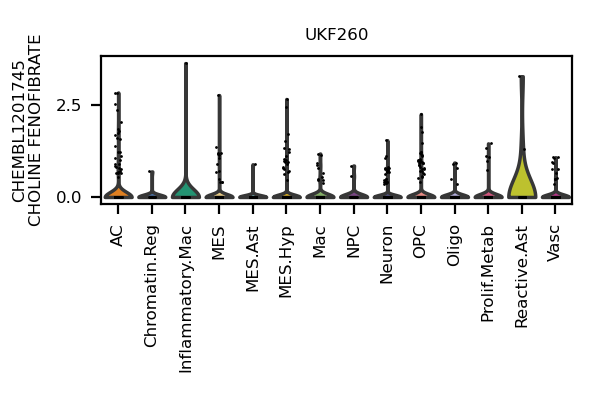 UKF260
CHEMBL1201745
CHOLINE FENOFIBRATE
2.5
0.0
AC
Chromatin.Reg
Inflammatory.Mac
MES
MES.Ast
MES.Hyp
Mac
NPC
Neuron
OPC
Oligo
Prolif.Metab
Reactive.Ast
Vasc